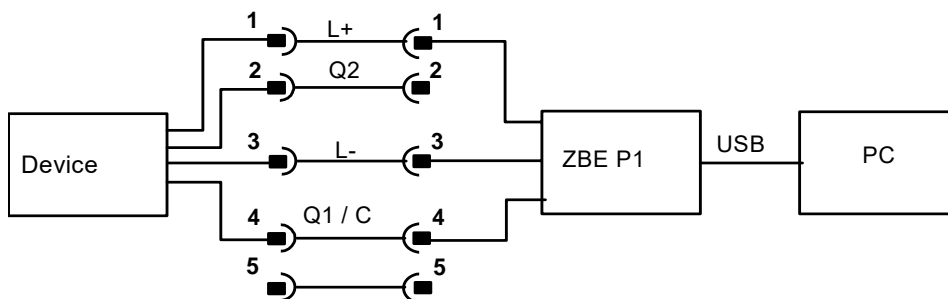 1 L+ 1
2 Q2 2
Device
3 L- 3
ZBE P1
USB
PC
4 Q1 / C 4
5 5